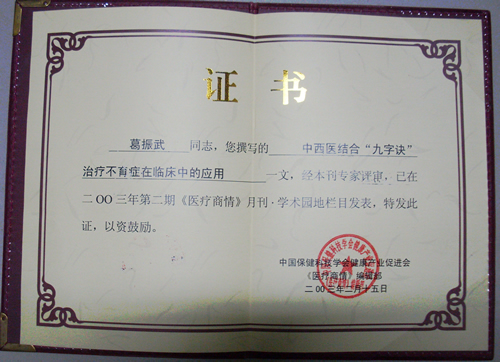 证书
葛振武 同志，您撰写的 中西医结合“九字诀”
治疗不育症在临床中的应用 一文，经本刊专家评审，已在
二OO三年第二期《医疗商情》月刊·学术园地栏目发表，特发此
证，以资鼓励。
中国保健科技学会健康产业促进会
《医疗商情》编辑部
二OO三年二月十五日